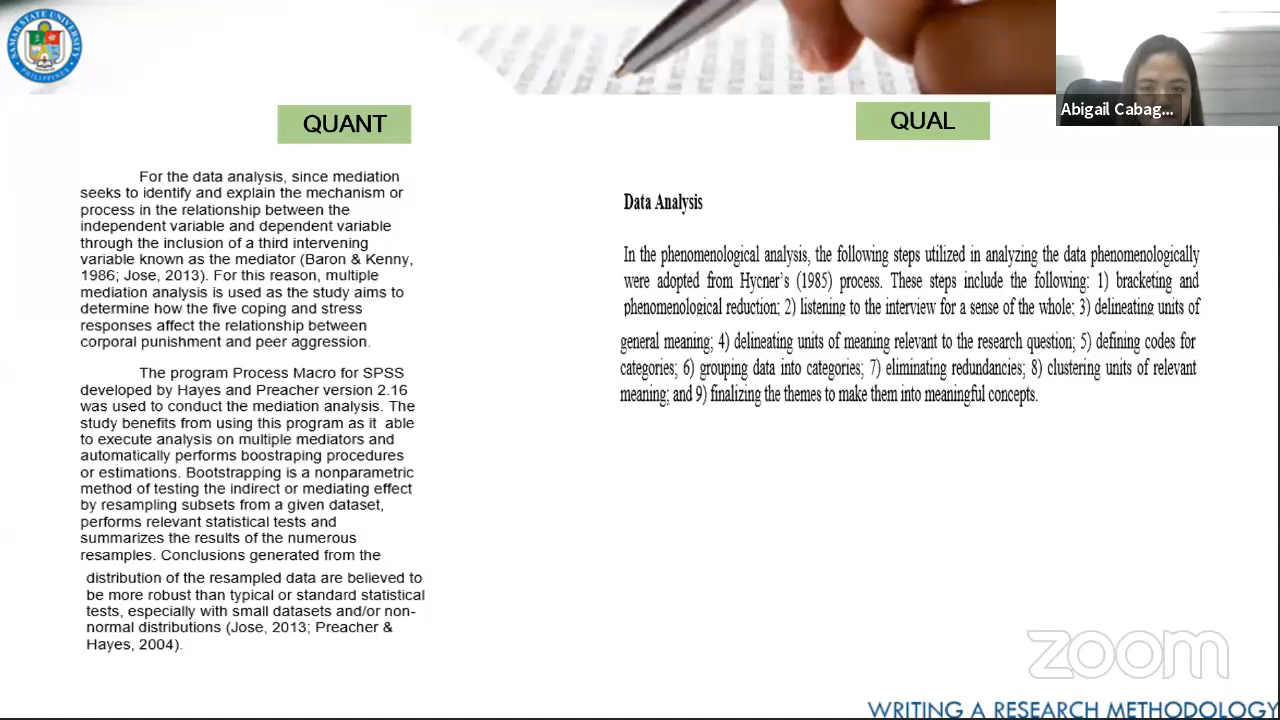 SAMAR STATE UNIVERSITY
PHILIPPINES
Abigail Cabag...
QUANT
For the data analysis, since mediation
seeks to identify and explain the mechanism or
process in the relationship between the
independent variable and dependent variable
through the inclusion of a third intervening
variable known as the mediator (Baron & Kenny,
1986; Jose, 2013). For this reason, multiple
mediation analysis is used as the study aims to
determine how the five coping and stress
responses affect the relationship between
corporal punishment and peer aggression.
The program Process Macro for SPSS
developed by Hayes and Preacher version 2.16
was used to conduct the mediation analysis. The
study benefits from using this program as it able
to execute analysis on multiple mediators and
automatically performs boostraping procedures
or estimations. Bootstrapping is a nonparametric
method of testing the indirect or mediating effect
by resampling subsets from a given dataset,
performs relevant statistical tests and
summarizes the results of the numerous
resamples. Conclusions generated from the
distribution of the resampled data are believed to
be more robust than typical or standard statistical
tests, especially with small datasets and/or non-
normal distributions (Jose, 2013; Preacher &
Hayes, 2004).
QUAL
Data Analysis
In the phenomenological analysis, the following steps utilized in analyzing the data phenomenologically
were adopted from Hycner's (1985) process. These steps include the following: 1) bracketing and
phenomenological reduction; 2) listening to the interview for a sense of the whole; 3) delineating units of
general meaning; 4) delineating units of meaning relevant to the research question; 5) defining codes for
categories; 6) grouping data into categories; 7) eliminating redundancies; 8) clustering units of relevant
meaning; and 9) finalizing the themes to make them into meaningful concepts.
zoom
WRITING A RESEARCH METHODOLOGY